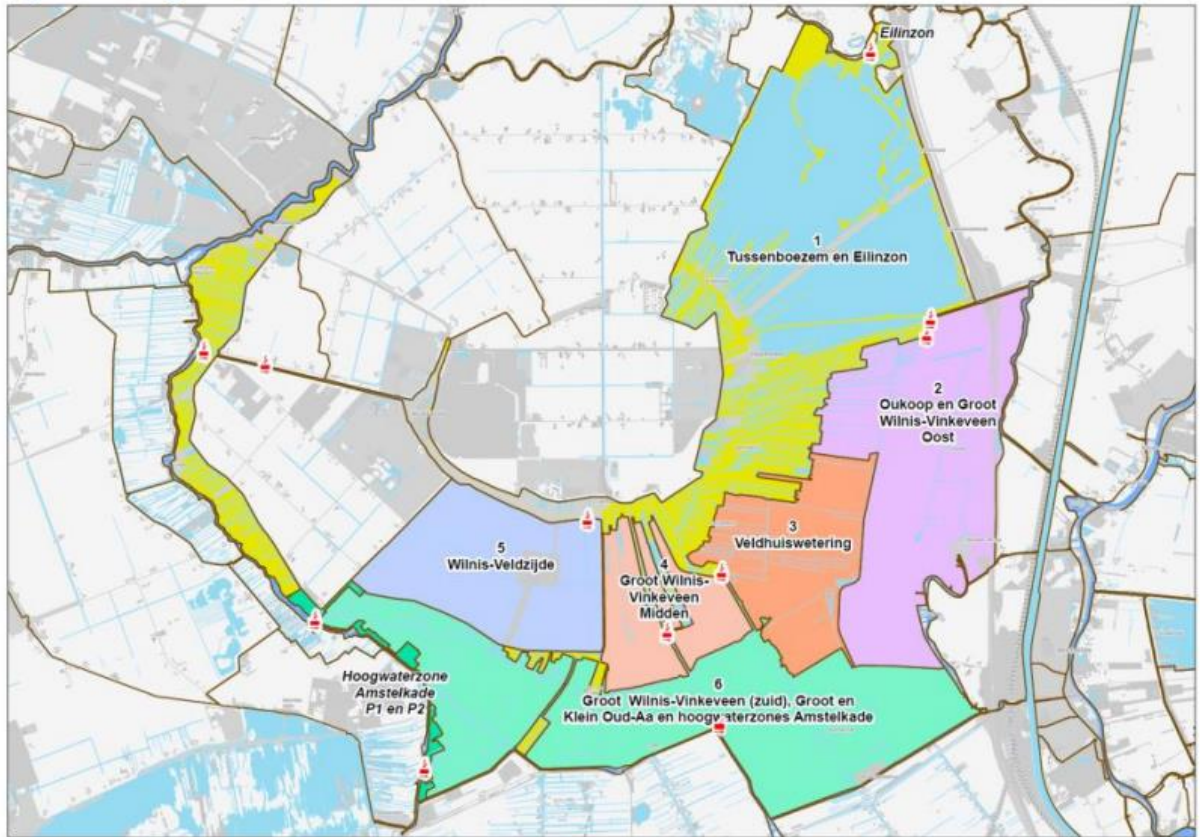 Eilinzon
1
Tussenboezem en Eilinzon
2
Oukoop en Groot
Wilnis-Vinkeveen
Oost
3
Veldhuiswetering
4
Groot Wilnis-
Vinkeveen
Midden
5
Wilnis-Veldzijde
Hoogwaterzone
Amstelkade
P1 en P2
6
Groot Wilnis-Vinkeveen (zuid), Groot en
Klein Oud-Aa en hoogwaterzones Amstelkade